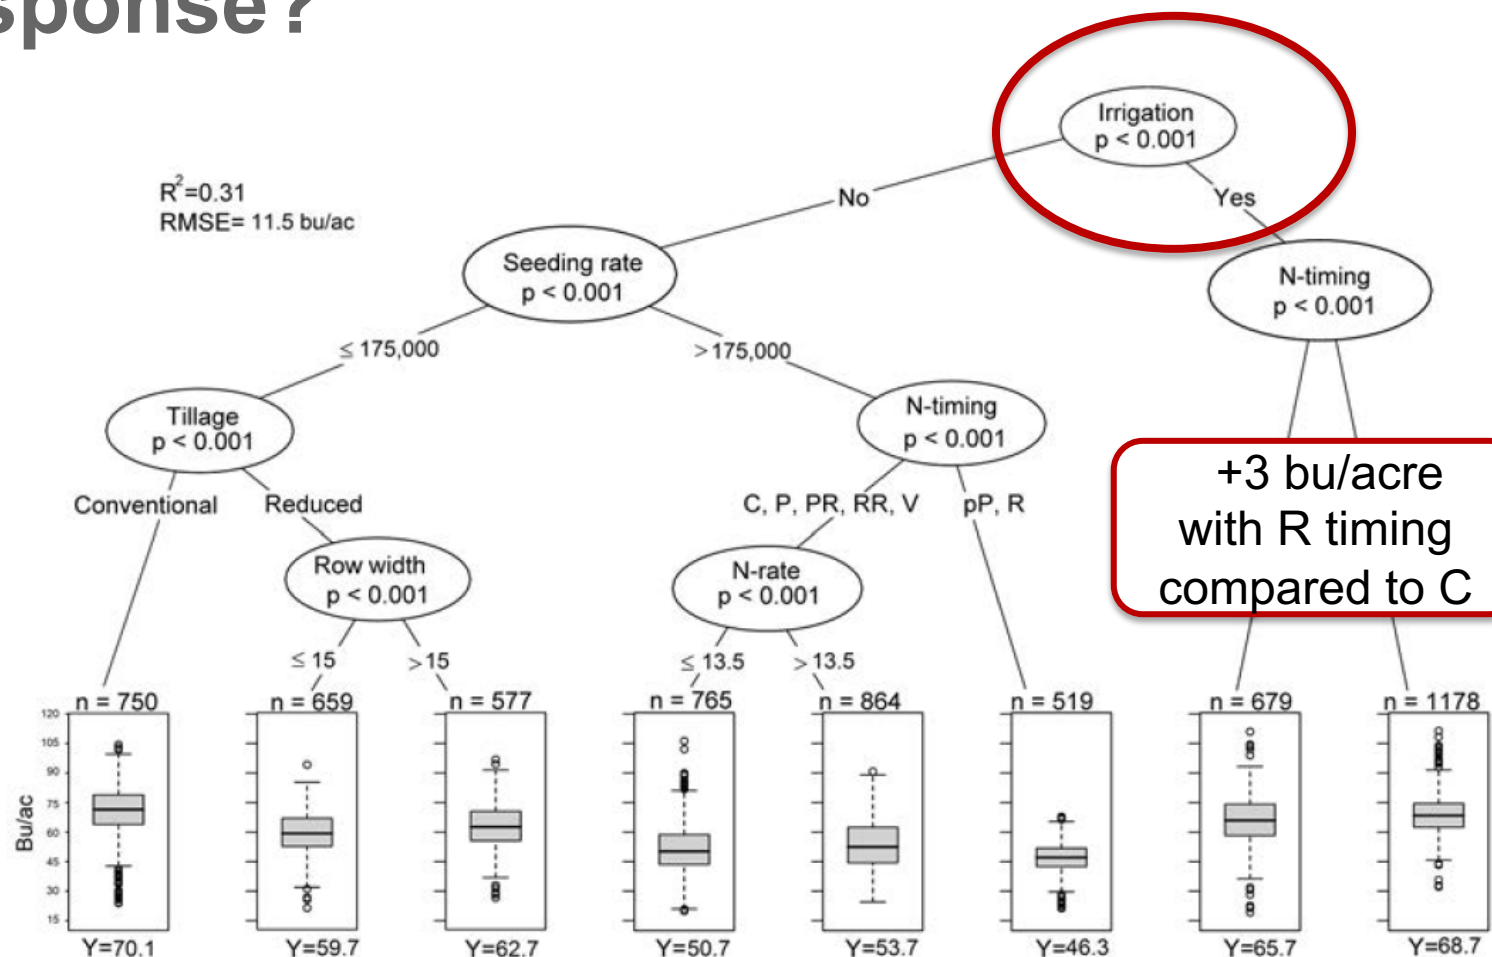 sponse?
Irrigation
p < 0.001
R²=0.31
RMSE= 11.5 bu/ac
No
Yes
Seeding rate
p < 0.001
N-timing
p < 0.001
≤ 175,000
> 175,000
Tillage
p < 0.001
N-timing
p < 0.001
Conventional
Reduced
C, P, PR, RR, V
pP, R
+3 bu/acre
with R timing
compared to C
Row width
p < 0.001
N-rate
p < 0.001
≤ 15
> 15
≤ 13.5
> 13.5
n = 750
n = 659
n = 577
n = 765
n = 864
n = 519
n = 679
n = 1178
Bu/ac
120
105
90
75
60
45
30
15
Y=70.1
Y=59.7
Y=62.7
Y=50.7
Y=53.7
Y=46.3
Y=65.7
Y=68.7